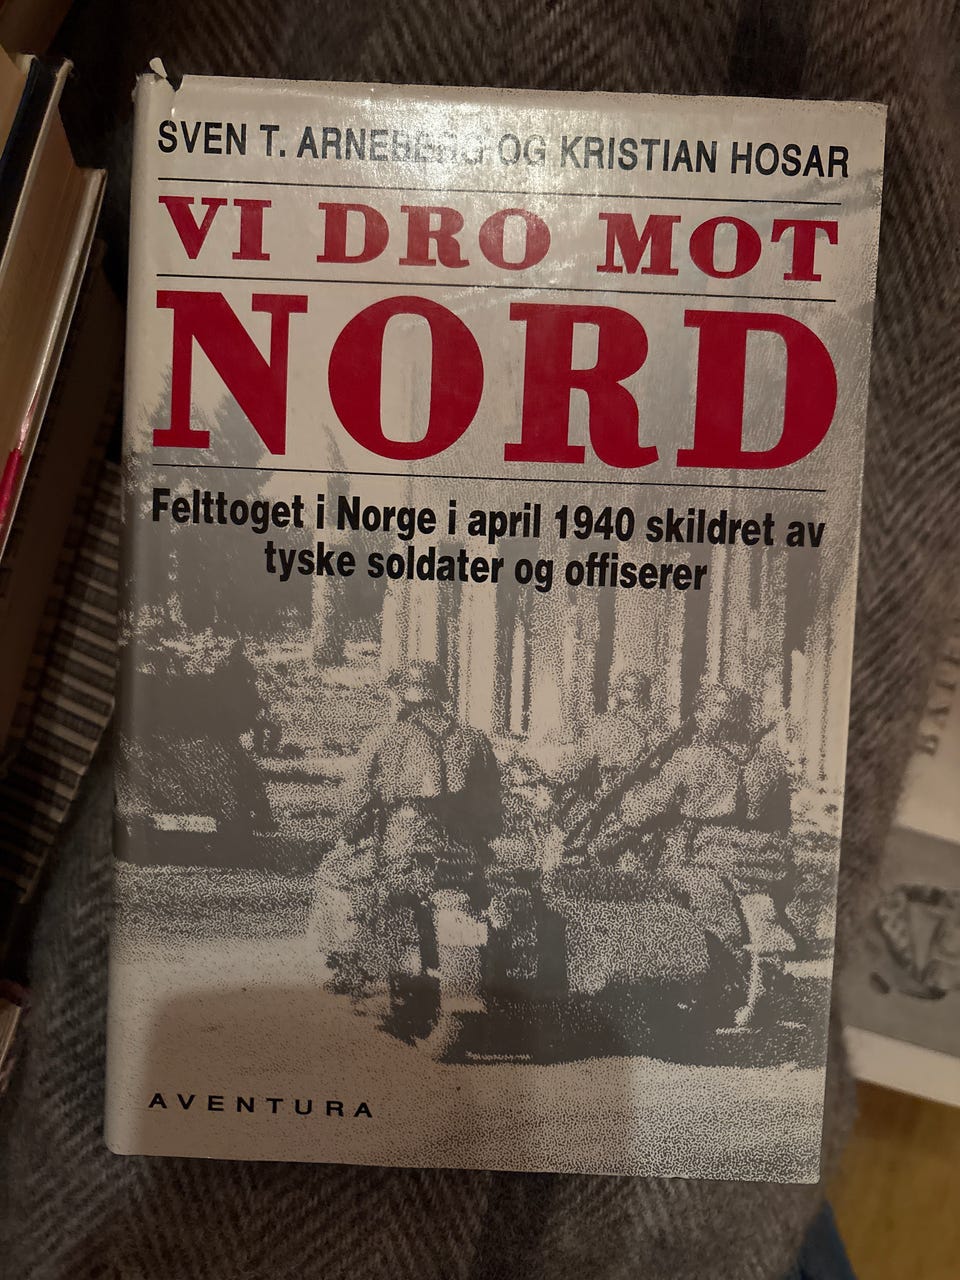 SVEN T. ARNEBERG OG KRISTIAN HOSAR
VI DRO MOT
NORD
Felttoget i Norge i april 1940 skildret av
tyske soldater og offiserer
AVENTURA